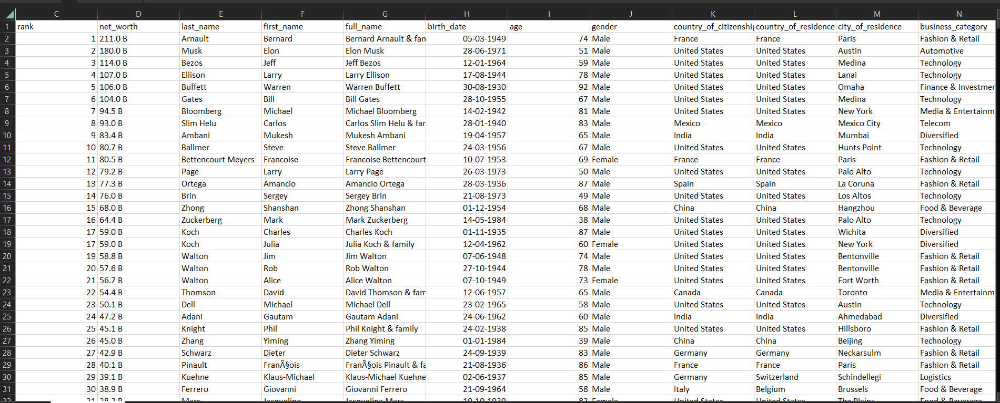 C D E F G H I J K L M N
1 rank net_worth last_name first_name full_name birth_date age gender country_of_citizenship country_of_residence city_of_residence business_category
2 1 211.0 B Arnault Bernard Bernard Arnault & fam 05-03-1949 74 Male France France Paris Fashion & Retail
3 2 180.0 B Musk Elon Elon Musk 28-06-1971 51 Male United States United States Austin Automotive
4 3 114.0 B Bezos Jeff Jeff Bezos 12-01-1964 59 Male United States United States Medina Technology
5 4 107.0 B Ellison Larry Larry Ellison 17-08-1944 78 Male United States United States Lanai Technology
6 5 106.0 B Buffett Warren Warren Buffett 30-08-1930 92 Male United States United States Omaha Finance & Investmen
7 6 104.0 B Gates Bill Bill Gates 28-10-1955 67 Male United States United States Medina Technology
8 7 94.5 B Bloomberg Michael Michael Bloomberg 14-02-1942 81 Male United States United States New York Media & Entertainm
9 8 93.0 B Slim Helu Carlos Carlos Slim Helu & fam 28-01-1940 83 Male Mexico Mexico Mexico City Telecom
10 9 83.4 B Ambani Mukesh Mukesh Ambani 19-04-1957 65 Male India India Mumbai Diversified
11 10 80.7 B Ballmer Steve Steve Ballmer 24-03-1956 67 Male United States United States Hunts Point Technology
12 11 80.5 B Bettencourt Meyers Francoise Francoise Bettencourt 10-07-1953 69 Female France France Paris Fashion & Retail
13 12 79.2 B Page Larry Larry Page 26-03-1973 50 Male United States United States Palo Alto Technology
14 13 77.3 B Ortega Amancio Amancio Ortega 28-03-1936 87 Male Spain Spain La Coruna Fashion & Retail
15 14 76.0 B Brin Sergey Sergey Brin 21-08-1973 49 Male United States United States Los Altos Technology
16 15 68.0 B Zhong Shanshan Zhong Shanshan 01-12-1954 68 Male China China Hangzhou Food & Beverage
17 16 64.4 B Zuckerberg Mark Mark Zuckerberg 14-05-1984 38 Male United States United States Palo Alto Technology
18 17 59.0 B Koch Charles Charles Koch 01-11-1935 87 Male United States United States Wichita Diversified
19 17 59.0 B Koch Julia Julia Koch & family 12-04-1962 60 Female United States United States New York Diversified
20 19 58.8 B Walton Jim Jim Walton 07-06-1948 74 Male United States United States Bentonville Fashion & Retail
21 20 57.6 B Walton Rob Rob Walton 27-10-1944 78 Male United States United States Bentonville Fashion & Retail
22 21 56.7 B Walton Alice Alice Walton 07-10-1949 73 Female United States United States Fort Worth Fashion & Retail
23 22 54.4 B Thomson David David Thomson & fam 12-06-1957 65 Male Canada Canada Toronto Media & Entertainm
24 23 50.1 B Dell Michael Michael Dell 23-02-1965 58 Male United States United States Austin Technology
25 24 47.2 B Adani Gautam Gautam Adani 24-06-1962 60 Male India India Ahmedabad Diversified
26 25 45.1 B Knight Phil Phil Knight & family 24-02-1938 85 Male United States United States Hillsboro Fashion & Retail
27 26 45.0 B Zhang Yiming Zhang Yiming 01-01-1984 39 Male China China Beijing Technology
28 27 42.9 B Schwarz Dieter Dieter Schwarz 24-09-1939 83 Male Germany Germany Neckarsulm Fashion & Retail
29 28 40.1 B Pinault FranÃ§ois FranÃ§ois Pinault & fa 21-08-1936 86 Male France France Paris Fashion & Retail
30 29 39.1 B Kuehne Klaus-Michael Klaus-Michael Kuehne 02-06-1937 85 Male Germany Switzerland Schindellegi Logistics
31 30 38.9 B Ferrero Giovanni Giovanni Ferrero 21-09-1964 58 Male Italy Belgium Brussels Food & Beverage